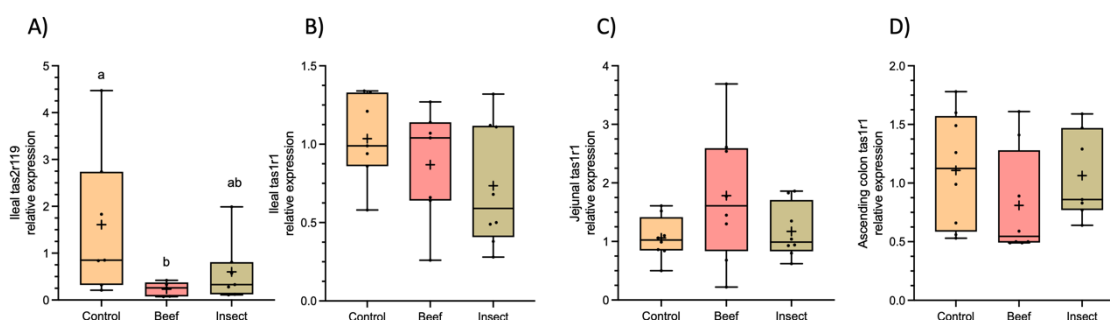 A)
Ileal tas2r119
relative expression
5
4
3
2
1
0
a
b
ab
Control Beef Insect
B)
Ileal tas1r1
relative expression
1.5
1.0
0.5
0.0
Control Beef Insect
C)
Jejunal tas1r1
relative expression
4
3
2
1
0
Control Beef Insect
D)
Ascending colon tas1r1
relative expression
2.0
1.5
1.0
0.5
0.0
Control Beef Insect